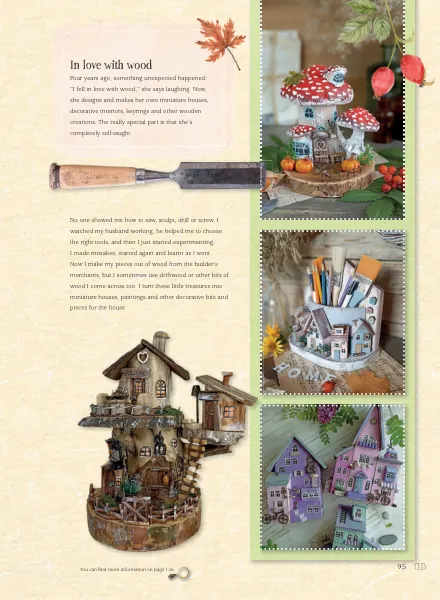 In love with wood
Four years ago, something unexpected happened:
"I fell in love with wood," she says laughing. Now,
she designs and makes her own miniature houses,
decorative interiors, keyrings and other wooden
creations. The really special part is that she's
completely self-taught.
No one showed me how to saw, sculpt, drill or screw. I
watched my husband working, he helped me to choose
the right tools, and then I just started experimenting.
I made mistakes, started again and learnt as I went.
Now I make my pieces out of wood from the builder's
merchants, but I sometimes use driftwood or other bits of
wood I come across too. I turn these little treasures into
miniature houses, paintings and other decorative bits and
pieces for the house.
HOME
You can find more information on page 126.
95